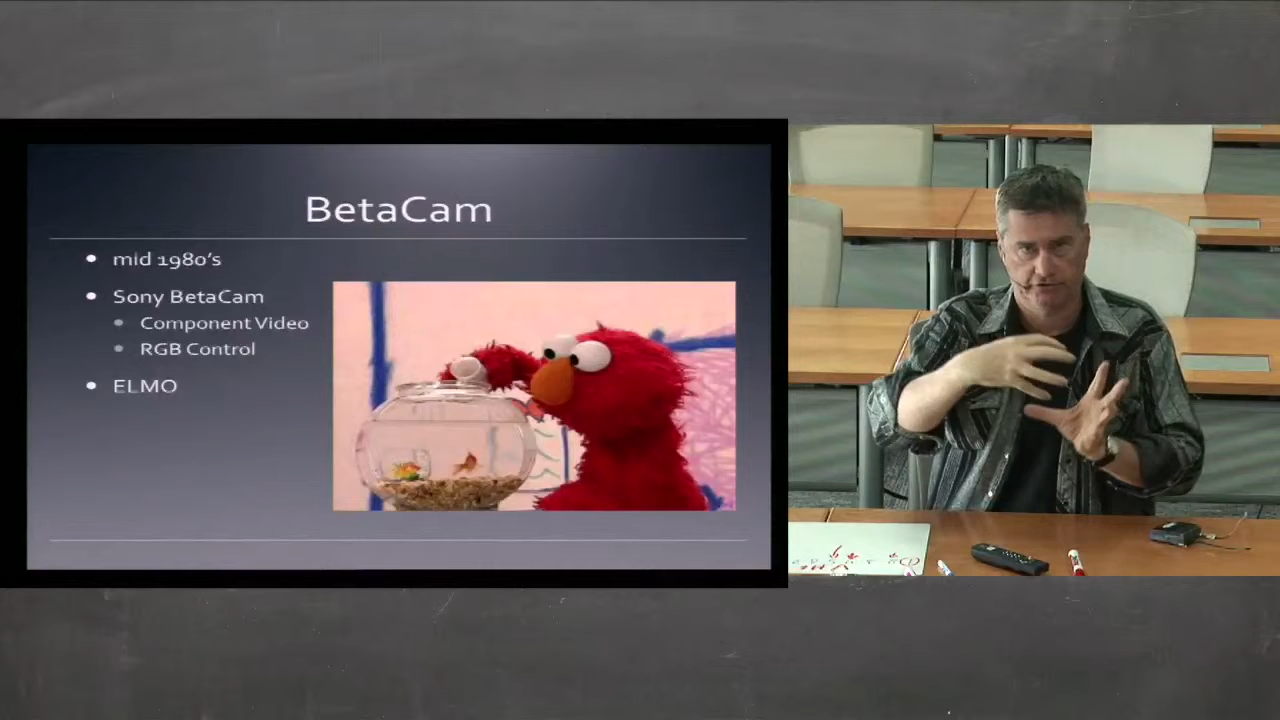 BetaCam
mid 1980's
Sony BetaCam
Component Video
RGB Control
ELMO